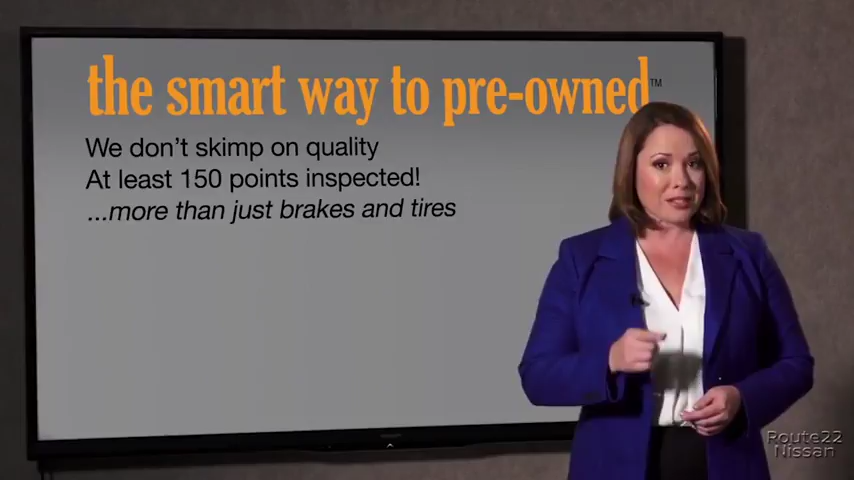 the smart way to pre-owned™
We don't skimp on quality
At least 150 points inspected!
...more than just brakes and tires
Route22
Nissan